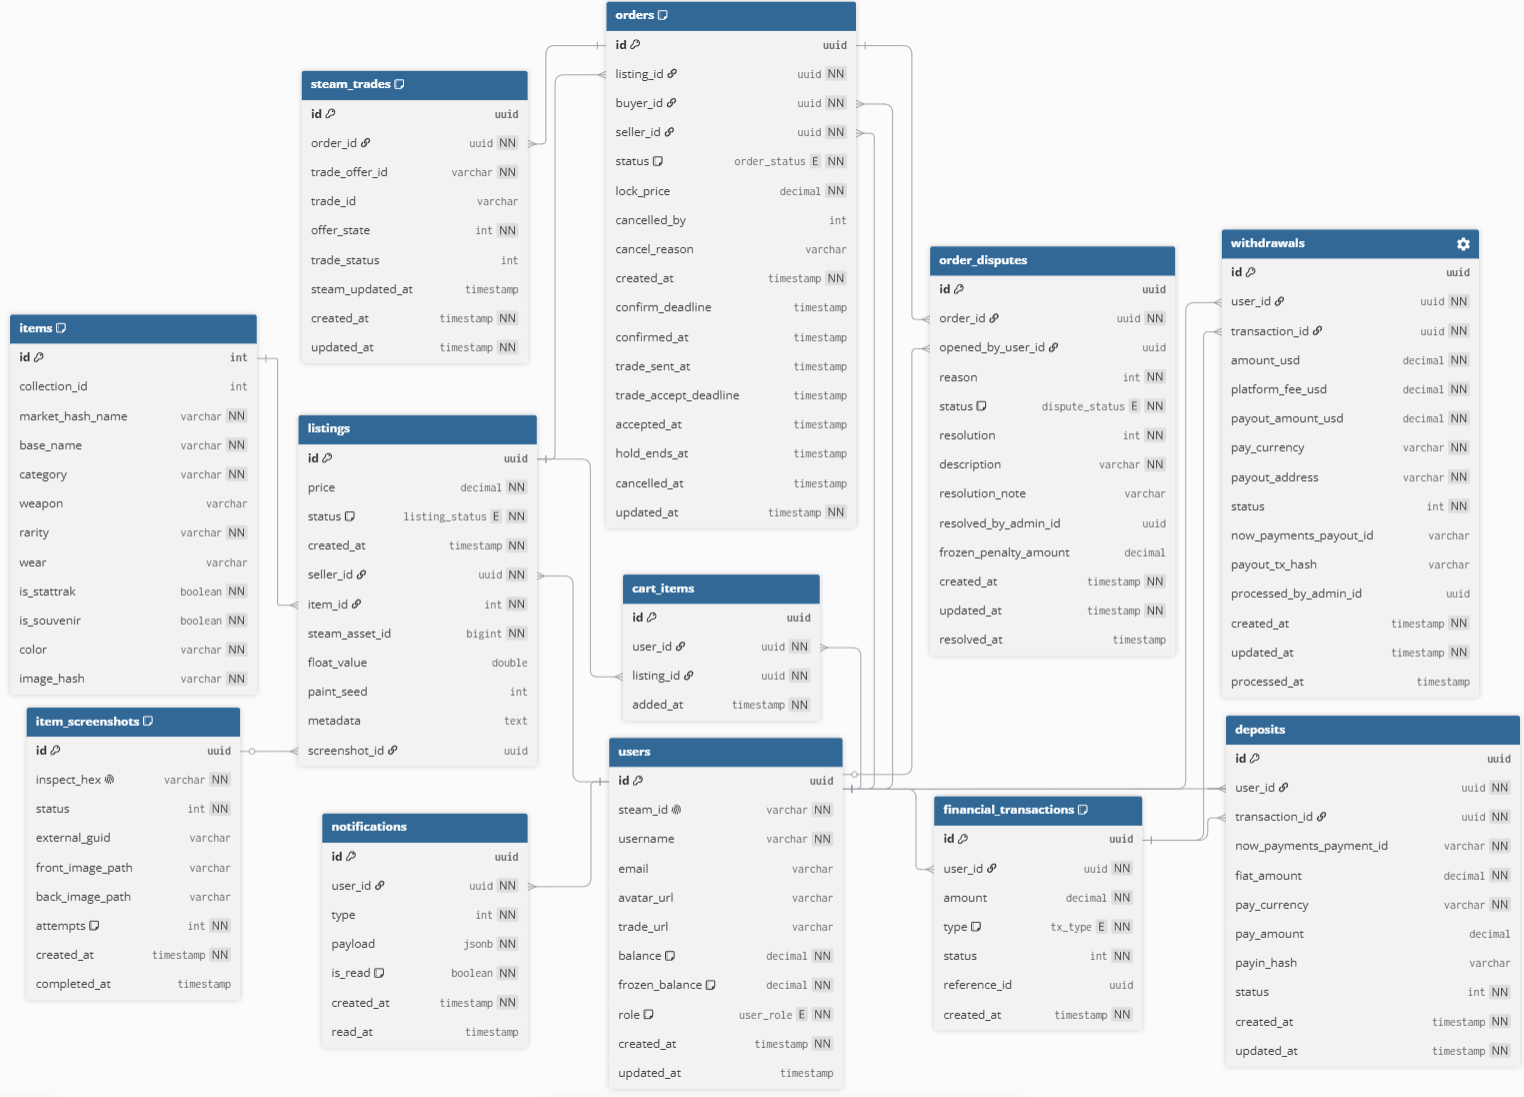 orders
id uuid
listing_id uuid NN
buyer_id uuid NN
seller_id uuid NN
status order_status E NN
lock_price decimal NN
cancelled_by int
cancel_reason varchar
created_at timestamp NN
confirm_deadline timestamp
confirmed_at timestamp
trade_sent_at timestamp
trade_accept_deadline timestamp
accepted_at timestamp
hold_ends_at timestamp
cancelled_at timestamp
updated_at timestamp NN
steam_trades
id uuid
order_id uuid NN
trade_offer_id varchar NN
trade_id varchar
offer_state int NN
trade_status int
steam_updated_at timestamp
created_at timestamp NN
updated_at timestamp NN
items
id int
collection_id int
market_hash_name varchar NN
base_name varchar NN
category varchar NN
weapon varchar
rarity varchar NN
wear varchar
is_stattrak boolean NN
is_souvenir boolean NN
color varchar NN
image_hash varchar NN
listings
id uuid
price decimal NN
status listing_status E NN
created_at timestamp NN
seller_id uuid NN
item_id int NN
steam_asset_id bigint NN
float_value double
paint_seed int
metadata text
screenshot_id uuid
order_disputes
id uuid
order_id uuid NN
opened_by_user_id uuid
reason int NN
status dispute_status E NN
resolution int NN
description varchar NN
resolution_note varchar
resolved_by_admin_id uuid
frozen_penalty_amount decimal
created_at timestamp NN
updated_at timestamp NN
resolved_at timestamp
withdrawals
id uuid
user_id uuid NN
transaction_id uuid NN
amount_usd decimal NN
platform_fee_usd decimal NN
payout_amount_usd decimal NN
pay_currency varchar NN
payout_address varchar NN
status int NN
now_payments_payout_id varchar
payout_tx_hash varchar
processed_by_admin_id uuid
created_at timestamp NN
updated_at timestamp NN
processed_at timestamp
cart_items
id uuid
user_id uuid NN
listing_id uuid NN
added_at timestamp NN
item_screenshots
id uuid
inspect_hex varchar NN
status int NN
external_guid varchar
front_image_path varchar
back_image_path varchar
attempts int NN
created_at timestamp NN
completed_at timestamp
notifications
id uuid
user_id uuid NN
type int NN
payload jsonb NN
is_read boolean NN
created_at timestamp NN
read_at timestamp
users
id uuid
steam_id varchar NN
username varchar NN
email varchar
avatar_url varchar
trade_url varchar
balance decimal NN
frozen_balance decimal NN
role user_role E NN
created_at timestamp NN
updated_at timestamp
financial_transactions
id uuid
user_id uuid NN
amount decimal NN
type tx_type E NN
status int NN
reference_id uuid
created_at timestamp NN
deposits
id uuid
user_id uuid NN
transaction_id uuid NN
now_payments_payment_id varchar NN
fiat_amount decimal NN
pay_currency varchar NN
pay_amount decimal
payin_hash varchar
status int NN
created_at timestamp NN
updated_at timestamp NN